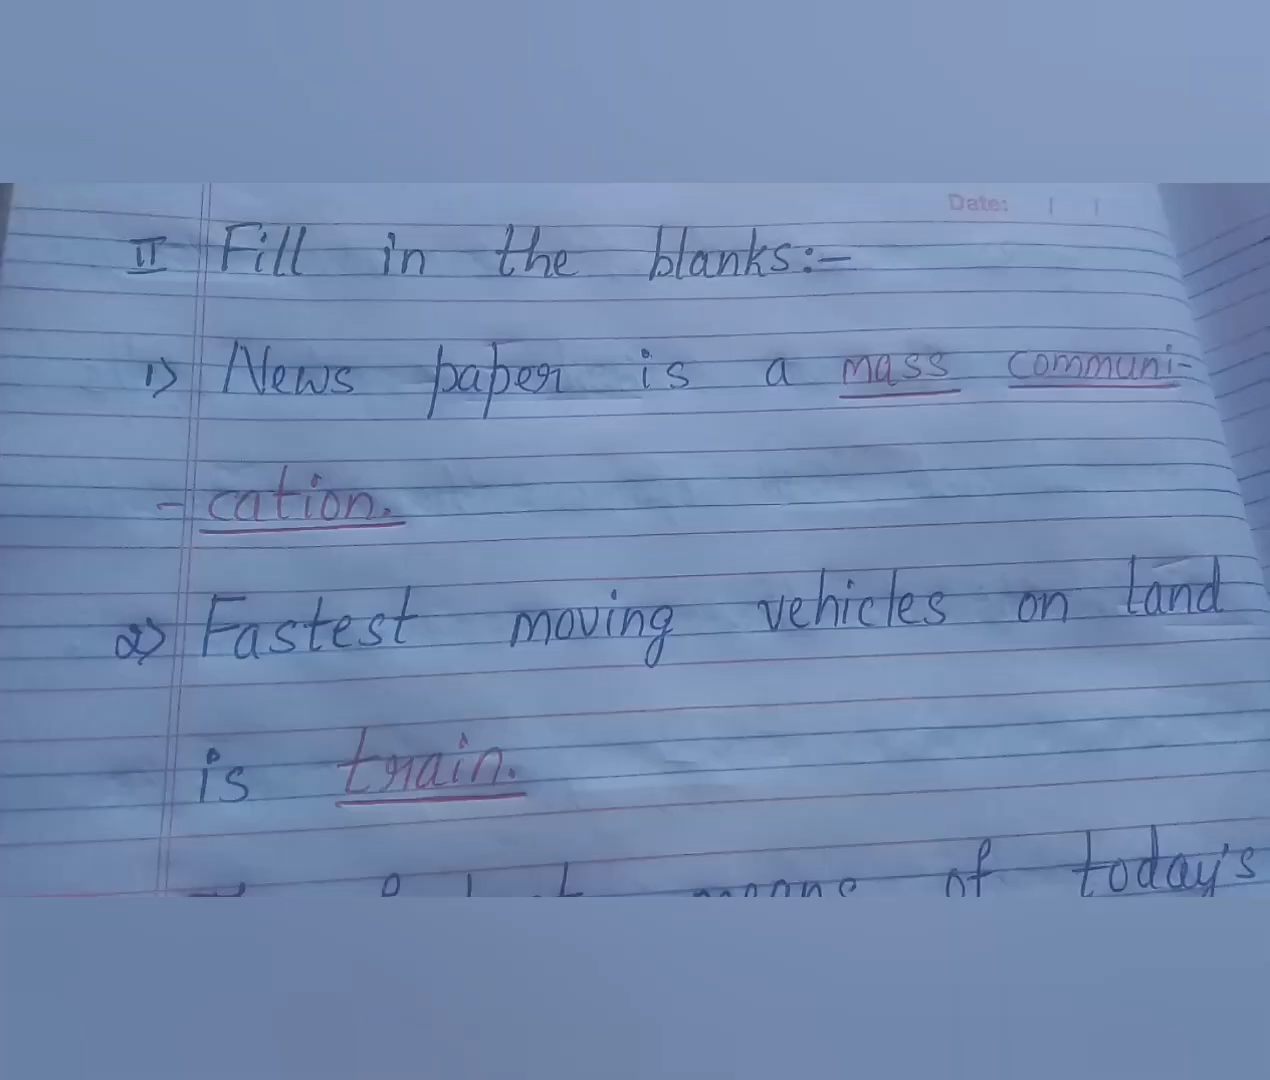 Date:
II Fill in the blanks:-
1) News paper is a mass communi-
- cation.
2) Fastest moving vehicles on land
is train.
of today's